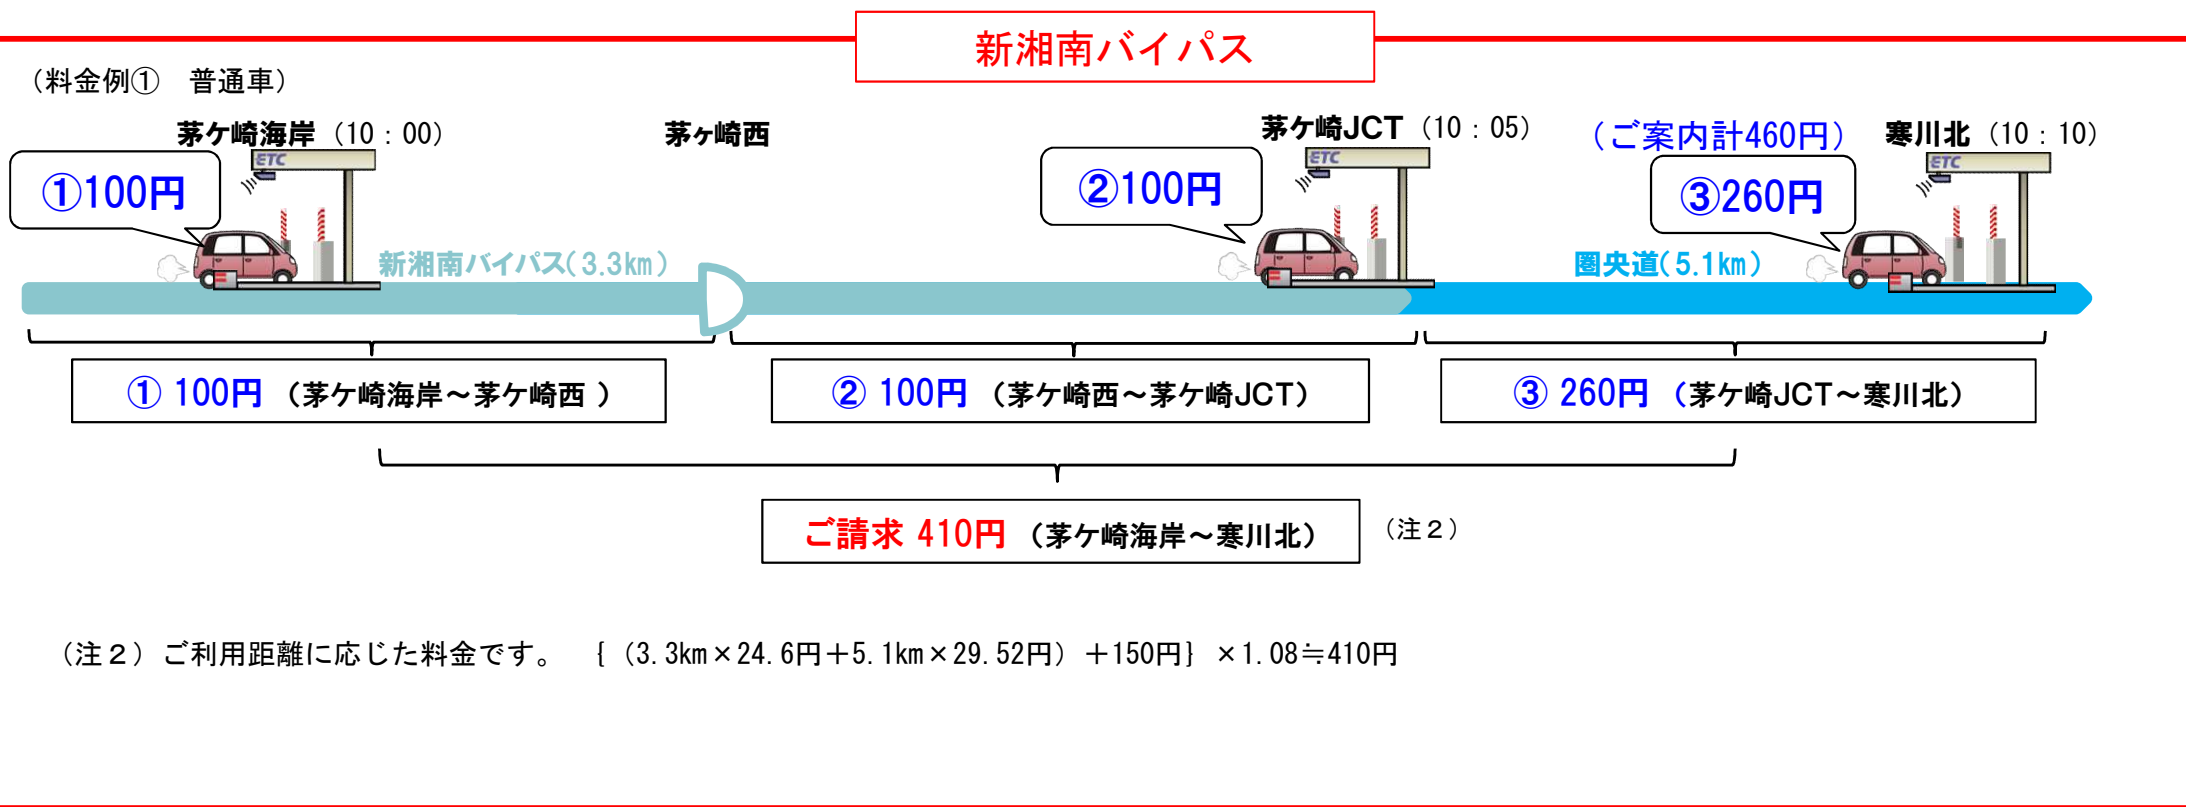 新湘南バイパス
（料金例①　普通車）
茅ケ崎海岸（10：00）
茅ヶ崎西
茅ケ崎JCT（10：05）
（ご案内計460円）
寒川北（10：10）
ETC
ETC
ETC
①100円
②100円
③260円
新湘南バイパス（3.3km）
圏央道（5.1km）
① 100円 （茅ケ崎海岸～茅ケ崎西 ）
② 100円 （茅ケ崎西～茅ケ崎JCT）
③ 260円 （茅ケ崎JCT～寒川北）
ご請求 410円 （茅ケ崎海岸～寒川北）
（注２）
（注２）ご利用距離に応じた料金です。　{（3.3km×24.6円＋5.1km×29.52円）＋150円} ×1.08≒410円